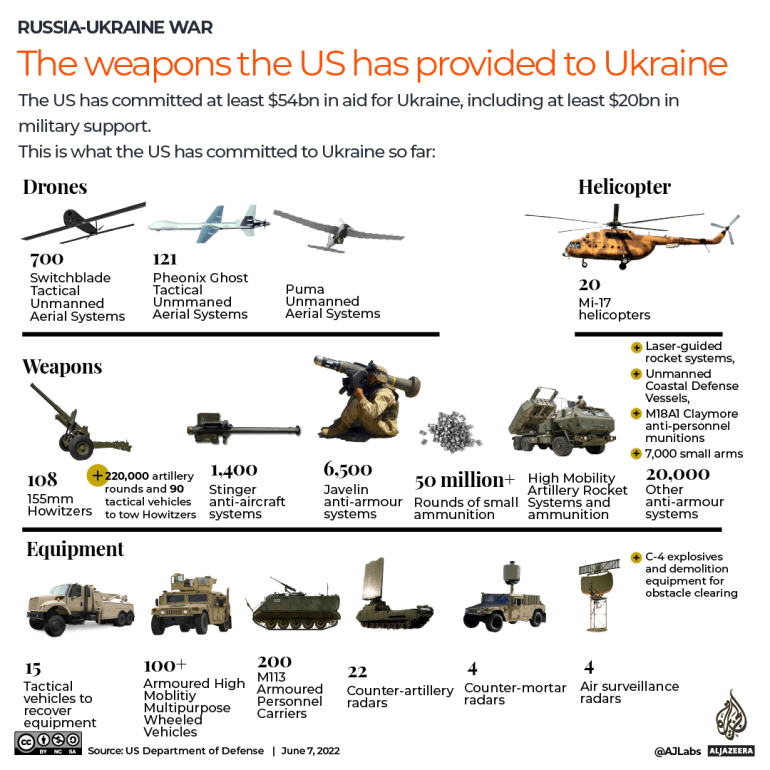 RUSSIA-UKRAINE WAR
The weapons the US has provided to Ukraine
The US has committed at least $54bn in aid for Ukraine, including at least $20bn in
military support.
This is what the US has committed to Ukraine so far:
Drones
700
Switchblade
Tactical
Unmanned
Aerial Systems
121
Pheonix Ghost
Tactical
Unmmaned
Aerial Systems
Puma
Unmanned
Aerial Systems
Helicopter
20
Mi-17
helicopters
Weapons
108
155mm
Howitzers
+
220,000 artillery
rounds and 90
tactical vehicles
to tow Howitzers
1,400
Stinger
anti-aircraft
systems
6,500
Javelin
anti-armour
systems
50 million+
Rounds of small
ammunition
High Mobility
Artillery Rocket
Systems and
ammunition
+ Laser-guided
rocket systems,
+ Unmanned
Coastal Defense
Vessels,
+ M18A1 Claymore
anti-personnel
munitions
+ 7,000 small arms
20,000
Other
anti-armour
systems
Equipment
15
Tactical
vehicles to
recover
equipment
100+
Armoured High
Moblitiy
Multipurpose
Wheeled
Vehicles
200
M113
Armoured
Personnel
Carriers
22
Counter-artillery
radars
4
Counter-mortar
radars
4
Air surveillance
radars
+ C-4 explosives
and demolition
equipment for
obstacle clearing
cc BY NC SA
Source: US Department of Defense | June 7, 2022
@AJLabs
ALJAZEERA